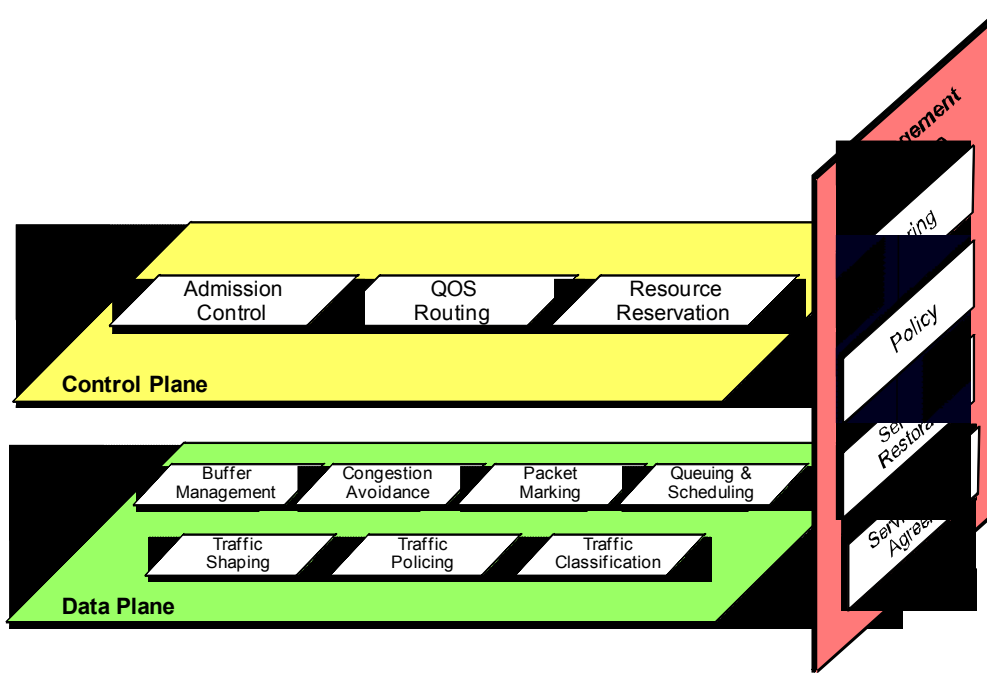 Admission
Control
QOS
Routing
Resource
Reservation
Control Plane
Buffer
Management
Congestion
Avoidance
Packet
Marking
Queuing &
Scheduling
Traffic
Shaping
Traffic
Policing
Traffic
Classification
Data Plane
Policy